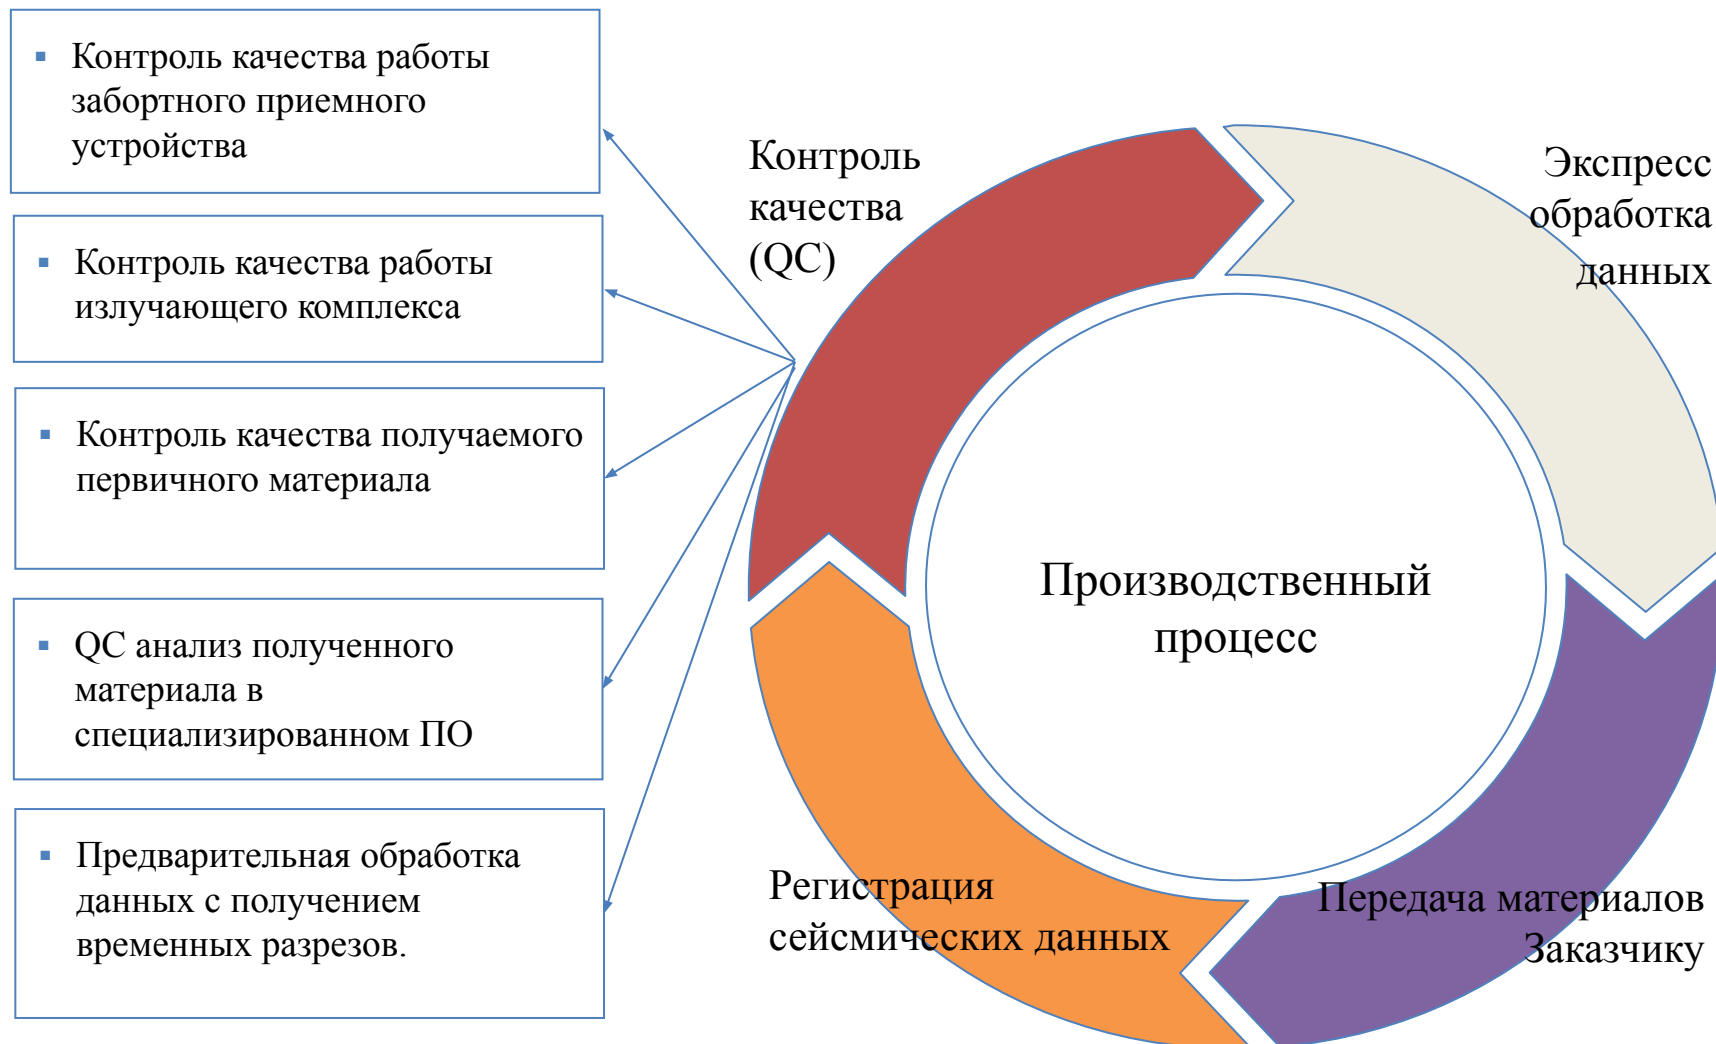 Контроль качества работы
забортного приемного
устройства
Контроль качества работы
излучающего комплекса
Контроль качества получаемого
первичного материала
QC анализ полученного
материала в
специализированном ПО
Предварительная обработка
данных с получением
временных разрезов.
Контроль
качества
(QC)
Экспресс
обработка
данных
Производственный
процесс
Регистрация
сейсмических данных
Передача материалов
Заказчику